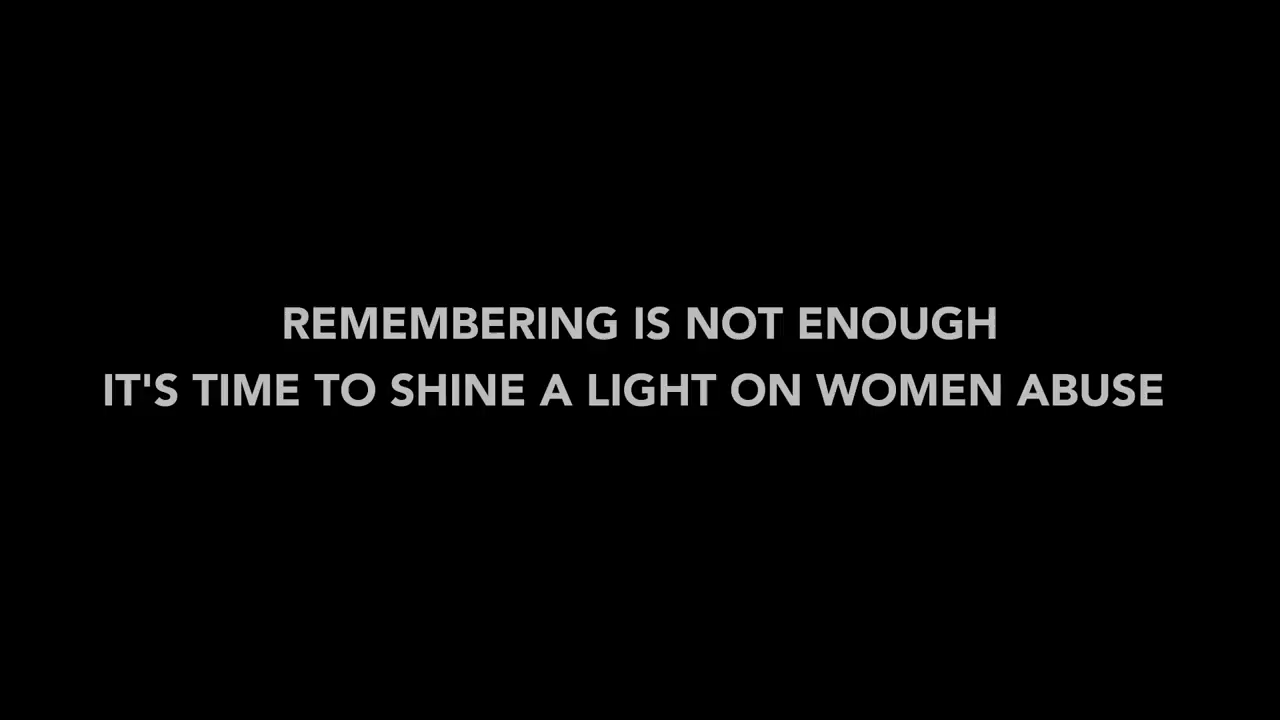 REMEMBERING IS NOT ENOUGH
IT'S TIME TO SHINE A LIGHT ON WOMEN ABUSE